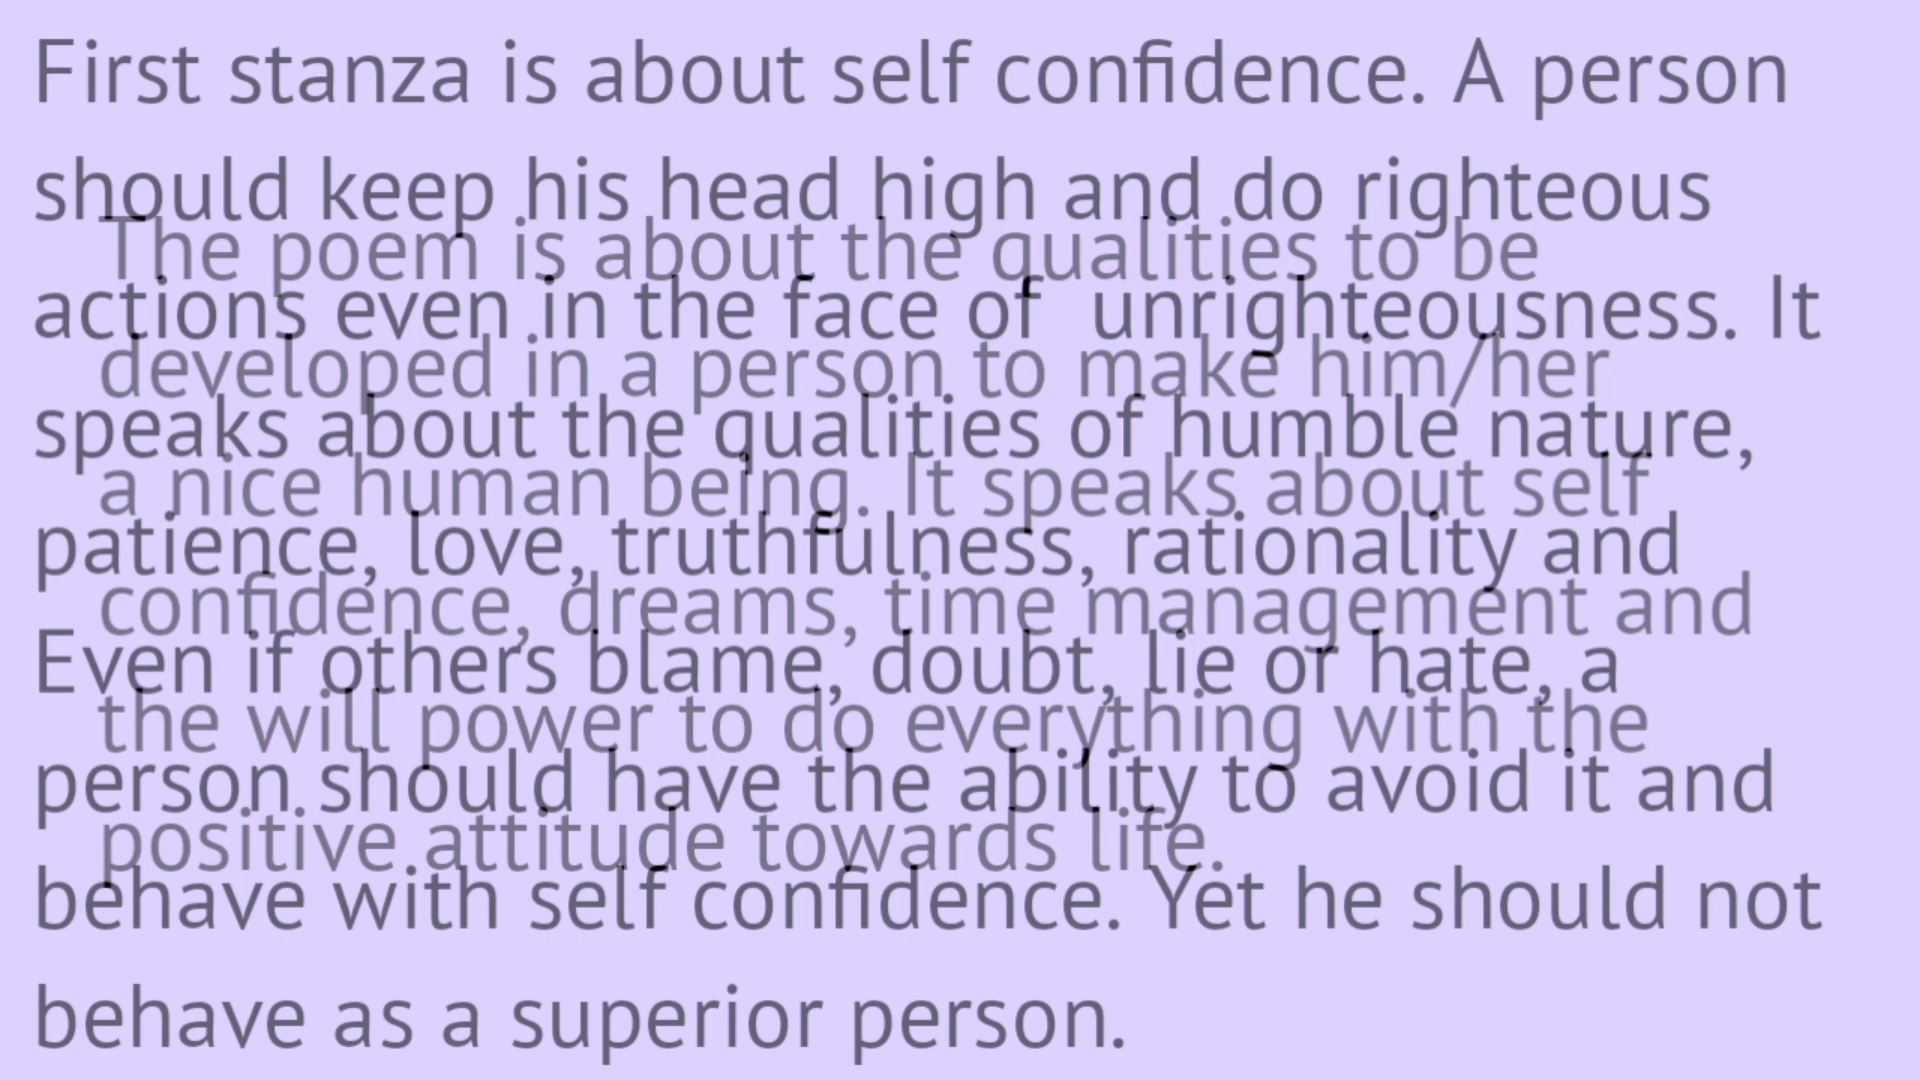 First stanza is about self confidence. A person
should keep his head high and do righteous
actions even in the face of  unrighteousness. It
speaks about the qualities of humble nature,
patience, love, truthfulness, rationality and
Even if others blame, doubt, lie or hate, a
person should have the ability to avoid it and
behave with self confidence. Yet he should not
behave as a superior person.
The poem is about the qualities to be
developed in a person to make him/her
a nice human being. It speaks about self
confidence, dreams, time management and
the will power to do everything with the
positive attitude towards life.